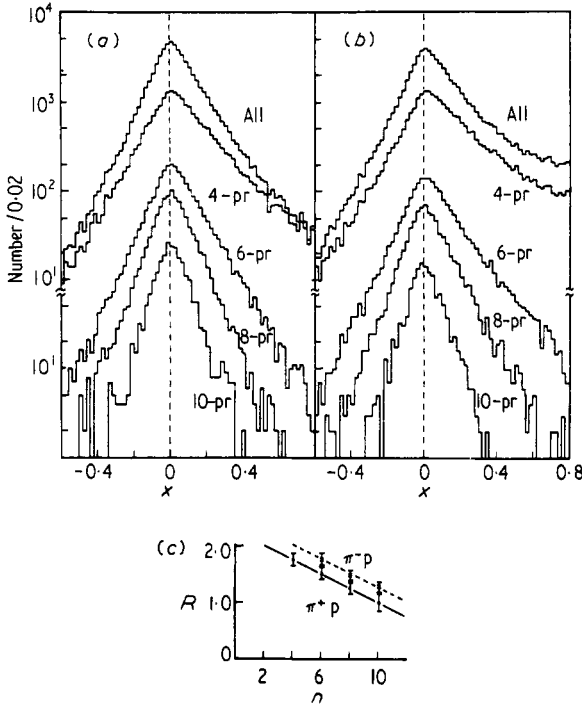 (a)
(b)
Number/0.02
10⁴
10³
10²
10¹
10¹
All
4-pr
6-pr
8-pr
10-pr
All
4-pr
6-pr
8-pr
10-pr
-0.4 0 0.4
-0.4 0 0.4 0.8
x
x
(c)
2.0
R 1.0
π⁻p
π⁺p
2 6 10
n